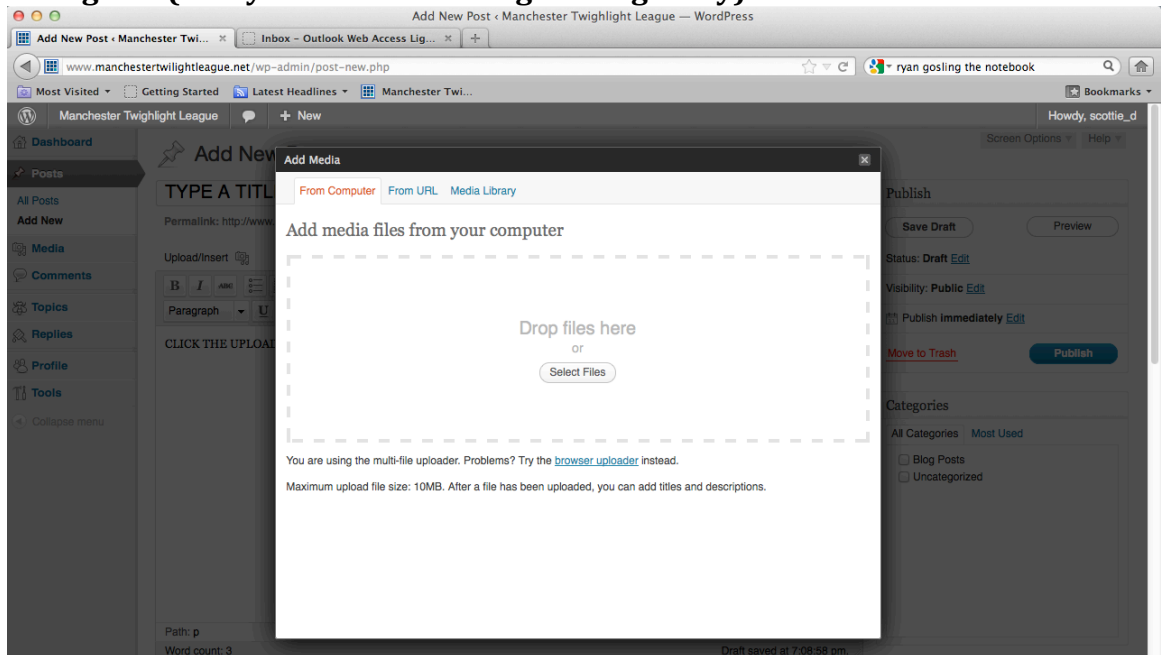 Add New Post ‹ Manchester Twighlight League — WordPress
Add New Post ‹ Manchester Twi... × Inbox – Outlook Web Access Lig... × +
www.manchestertwilightleague.net/wp-admin/post-new.php ryan gosling the notebook
Most Visited Getting Started Latest Headlines Manchester Twi... Bookmarks
Manchester Twighlight League + New Howdy, scottie_d
Screen Options Help
Dashboard
Add New
Posts
All Posts
Add New
Media
Comments
Topics
Replies
Profile
Tools
Collapse menu
TYPE A TITL
Permalink: http://www.
Upload/Insert
B I ABC
Paragraph U
CLICK THE UPLOAD
Path: p
Word count: 3 Draft saved at 7:08:58 pm.
Add Media
From Computer From URL Media Library
Add media files from your computer
Drop files here
or
Select Files
You are using the multi-file uploader. Problems? Try the browser uploader instead.
Maximum upload file size: 10MB. After a file has been uploaded, you can add titles and descriptions.
Publish
Save Draft Preview
Status: Draft Edit
Visibility: Public Edit
Publish immediately Edit
Move to Trash Publish
Categories
All Categories Most Used
Blog Posts
Uncategorized